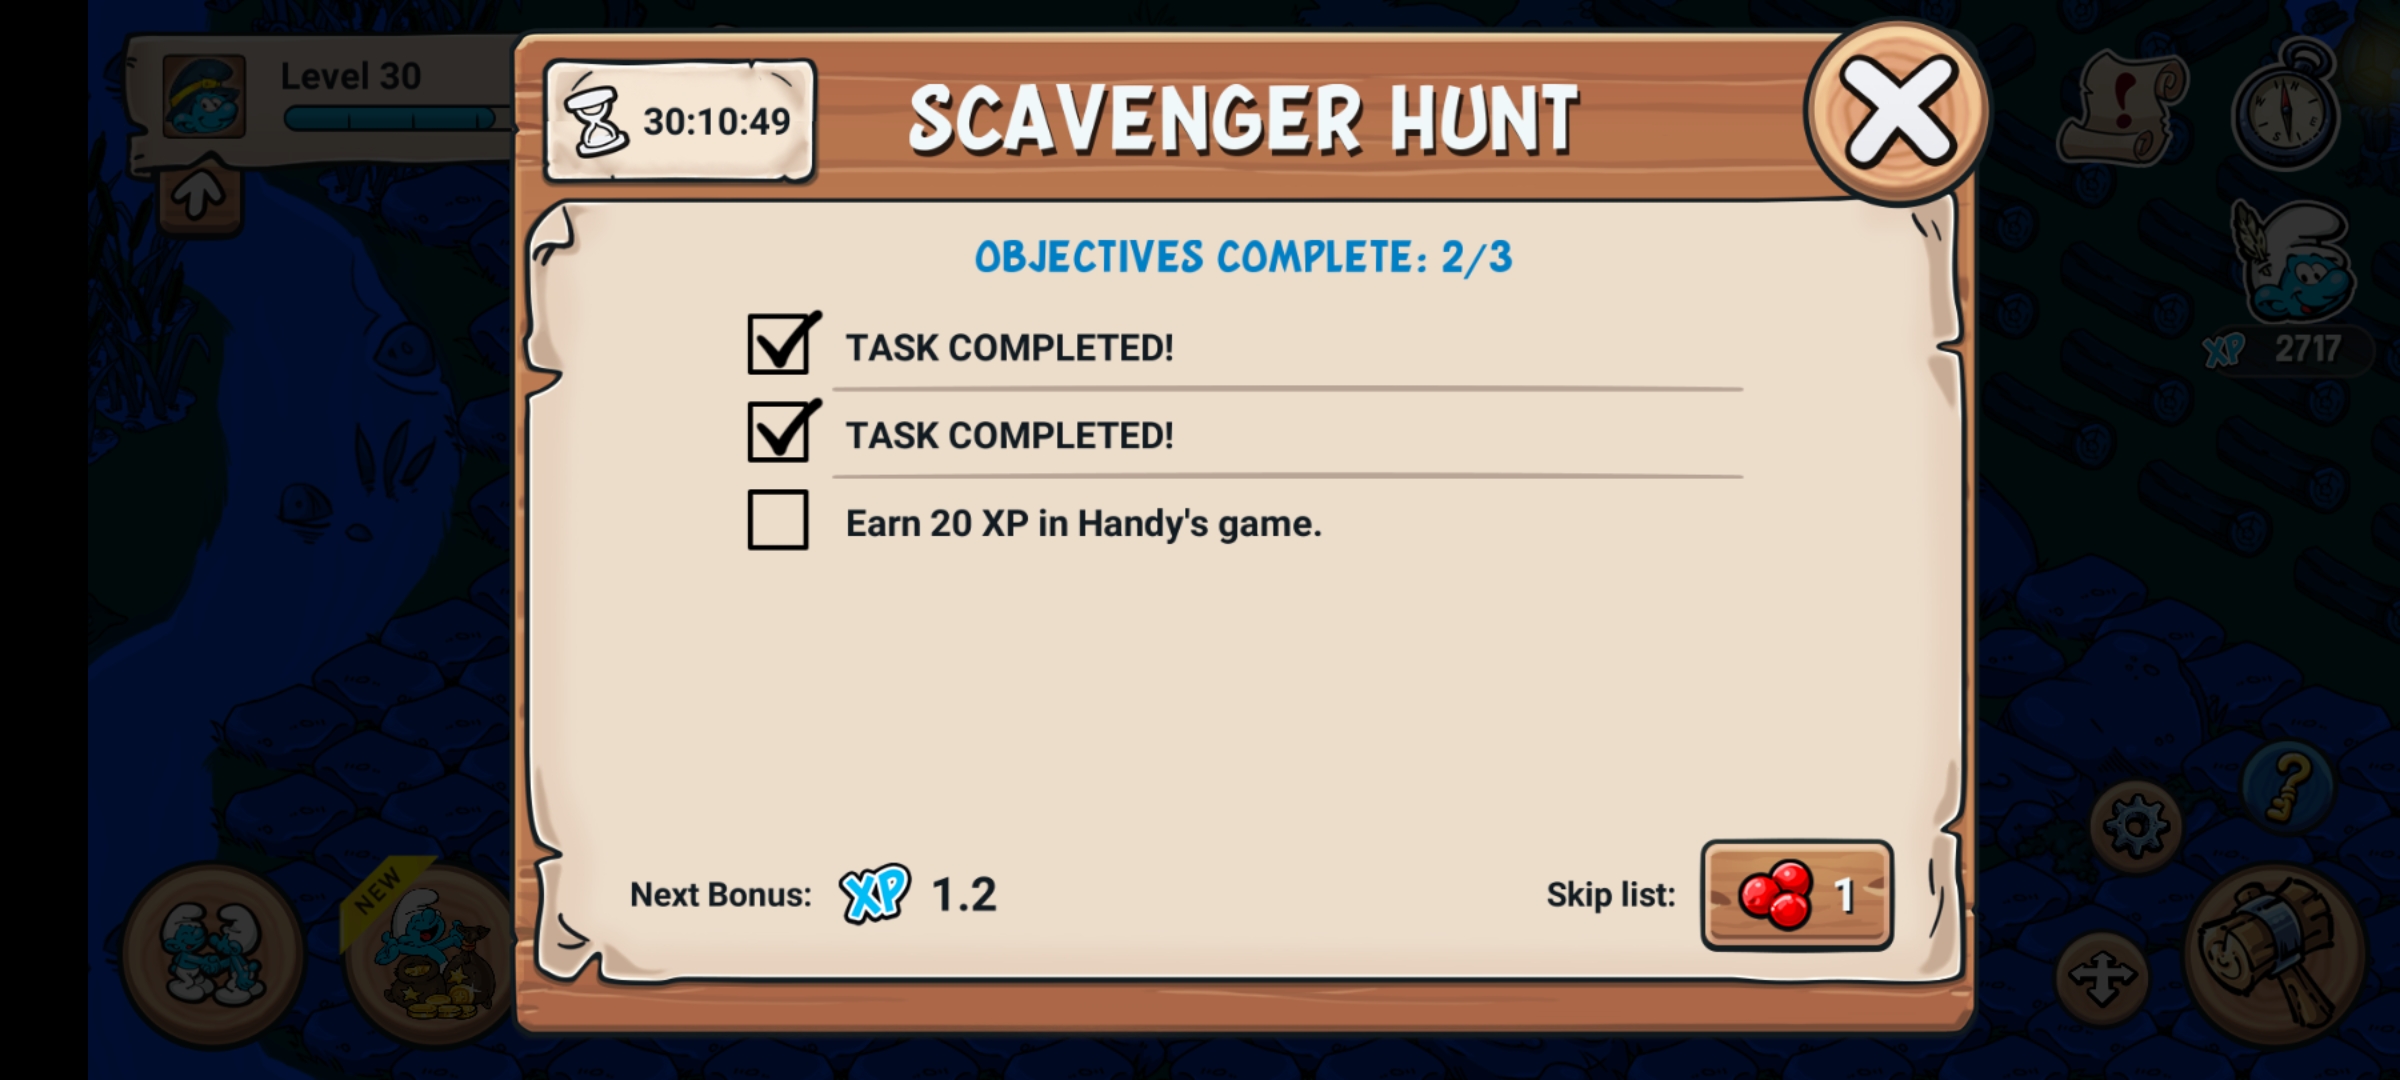 Level 30
30:10:49
SCAVENGER HUNT
OBJECTIVES COMPLETE: 2/3
TASK COMPLETED!
TASK COMPLETED!
Earn 20 XP in Handy's game.
XP 2717
NEW
Next Bonus: XP 1.2
Skip list: 1